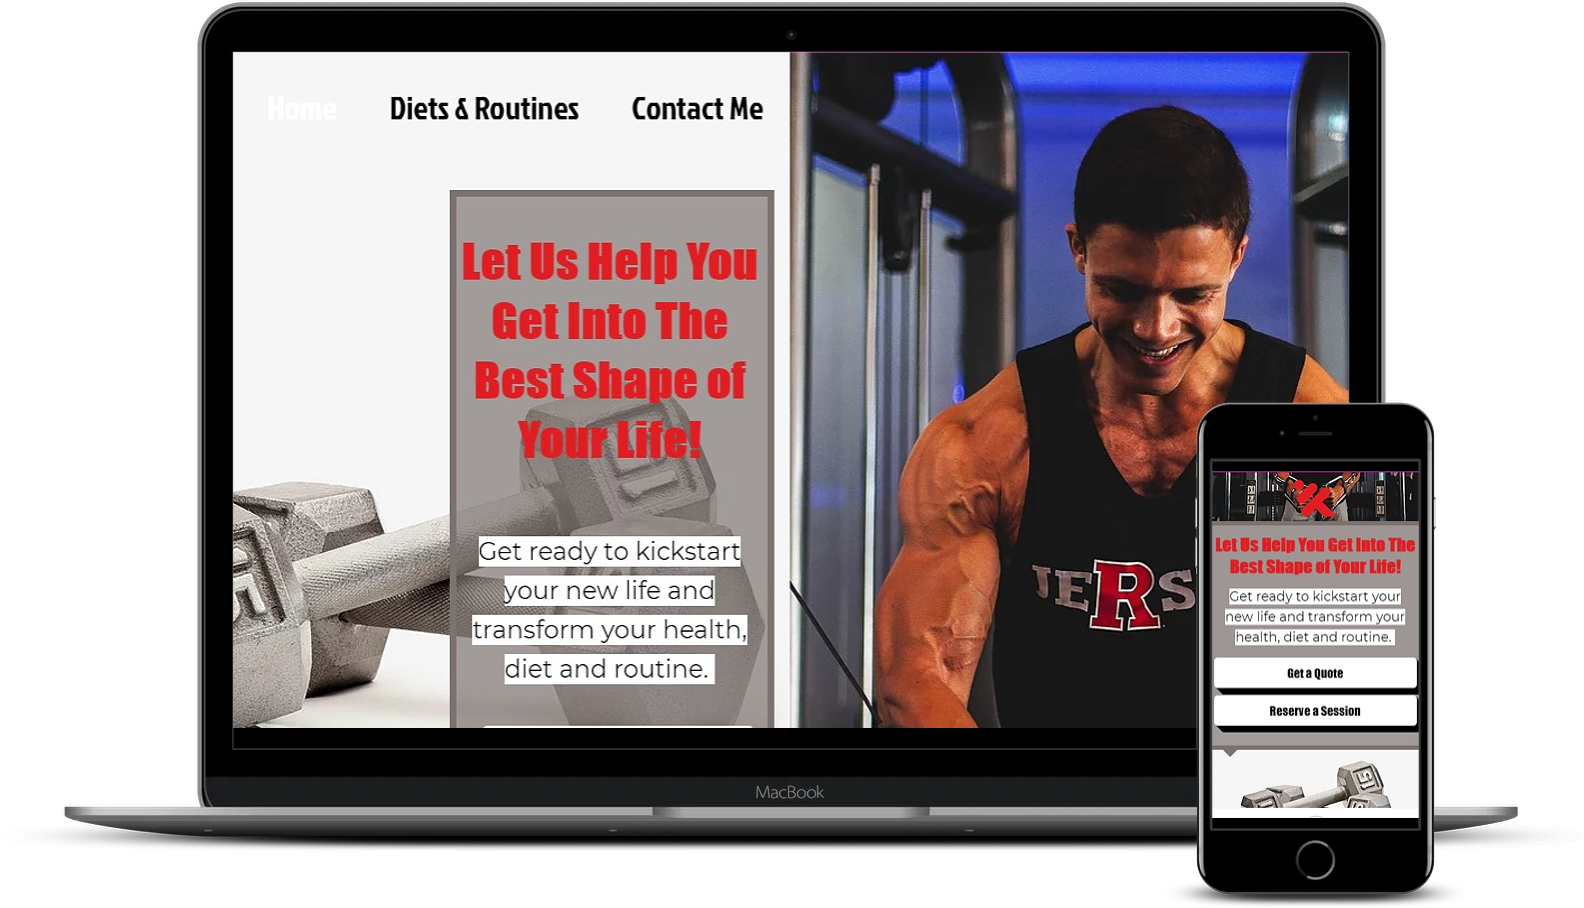 Home Diets & Routines Contact Me
Let Us Help You
Get Into The
Best Shape of
Your Life!
Get ready to kickstart
your new life and
transform your health,
diet and routine.
15
5
JERS
MacBook
Let Us Help You Get Into The
Best Shape of Your Life!
Get ready to kickstart your
new life and transform your
health, diet and routine.
Get a Quote
Reserve a Session
15